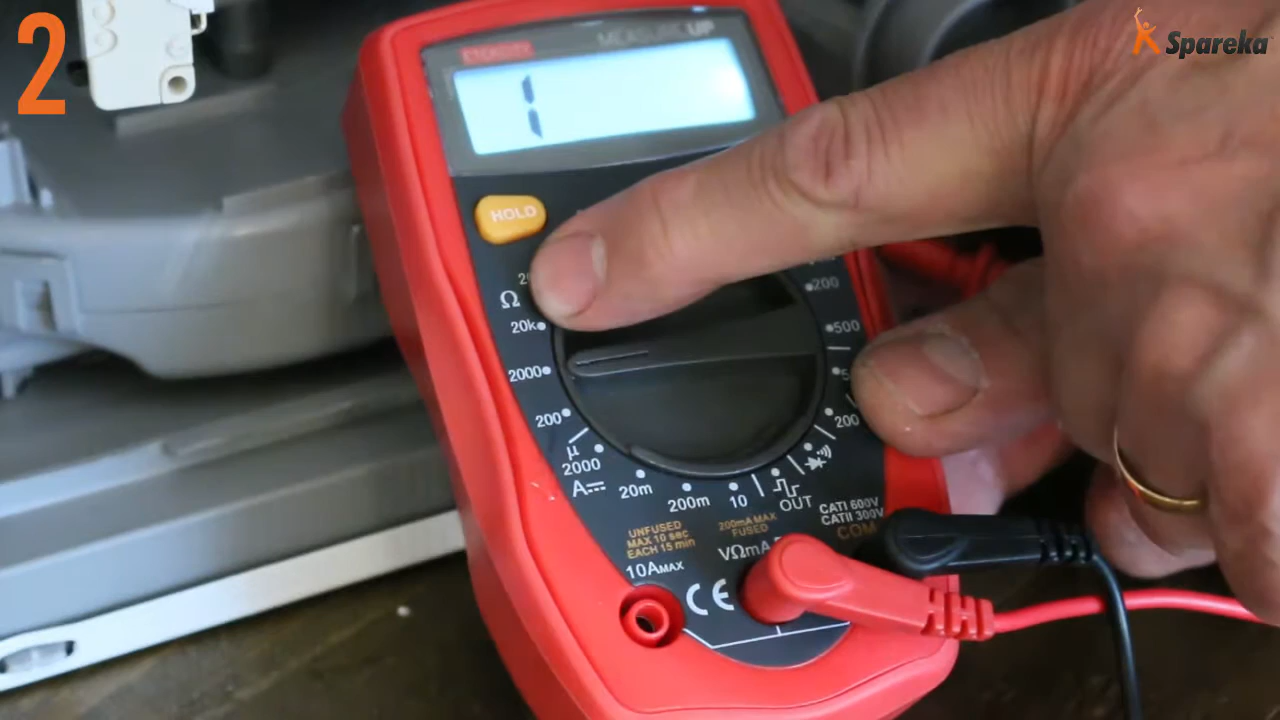 2
Spareka
MEASURE UP
1
HOLD
Ω
20k
2000
200
μ
2000
A
20m
200m
10
OUT
200
500
200
UNFUSED
MAX 10 sec
EACH 15 min
10AMAX
200mA MAX
FUSED
VΩmA
CATI 600V
CATII 300V
COM
CE